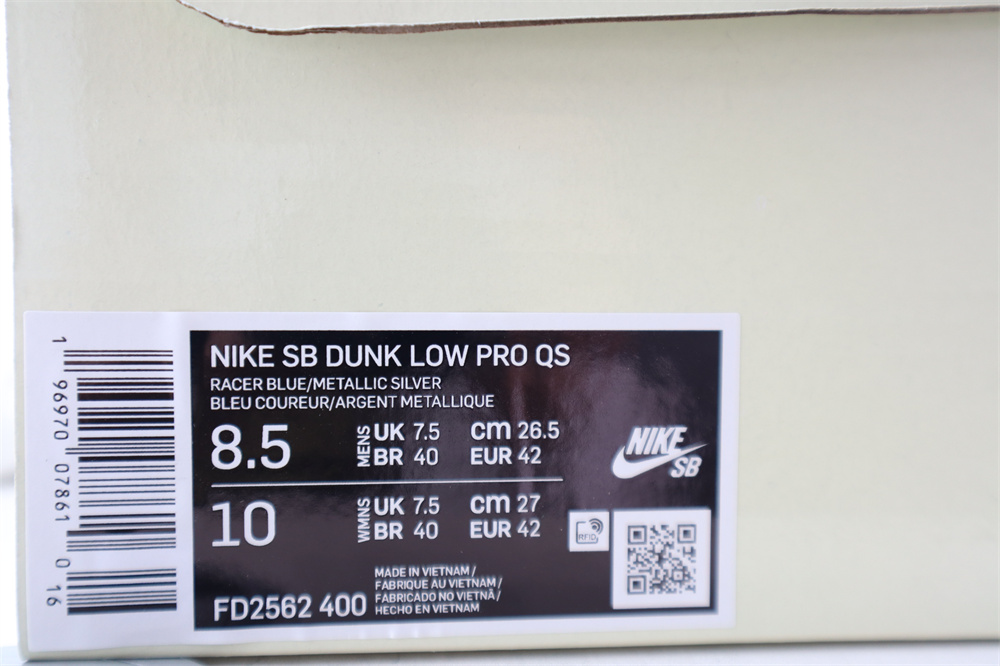 NIKE SB DUNK LOW PRO QS
RACER BLUE/METALLIC SILVER
BLEU COUREUR/ARGENT METALLIQUE
8.5 MENS UK 7.5 cm 26.5
BR 40 EUR 42
10 WMNS UK 7.5 cm 27
BR 40 EUR 42
NIKE
SB
RFID
FD2562 400
MADE IN VIETNAM/
FABRIQUE AU VIETNAM/
FABRICADO NO VIETNÃ/
HECHO EN VIETNAM
1 96970 07861 01 6